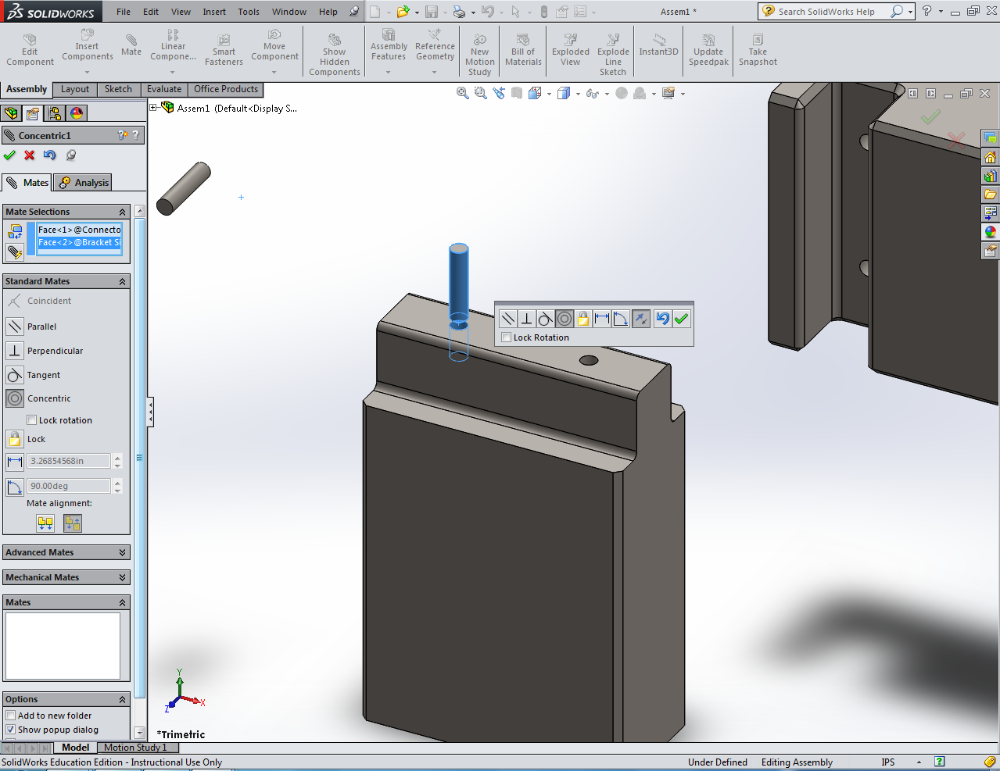 SOLIDWORKS File Edit View Insert Tools Window Help Assem1 * Search SolidWorks Help
Edit Component
Insert Components
Mate
Linear Compone...
Smart Fasteners
Move Component
Show Hidden Components
Assembly Features
Reference Geometry
New Motion Study
Bill of Materials
Exploded View
Explode Line Sketch
Instant3D
Update Speedpak
Take Snapshot
Assembly Layout Sketch Evaluate Office Products
Assem1 (Default<Display S...
Concentric1
Mates Analysis
Mate Selections
Face<1>@Connecto
Face<2>@Bracket Si
Standard Mates
Coincident
Parallel
Perpendicular
Tangent
Concentric
Lock rotation
Lock
3.26854568in
90.00deg
Mate alignment:
Advanced Mates
Mechanical Mates
Mates
Options
Add to new folder
Show popup dialog
Lock Rotation
Y
X
Z
*Trimetric
Model Motion Study 1
SolidWorks Education Edition - Instructional Use Only Under Defined Editing Assembly IPS